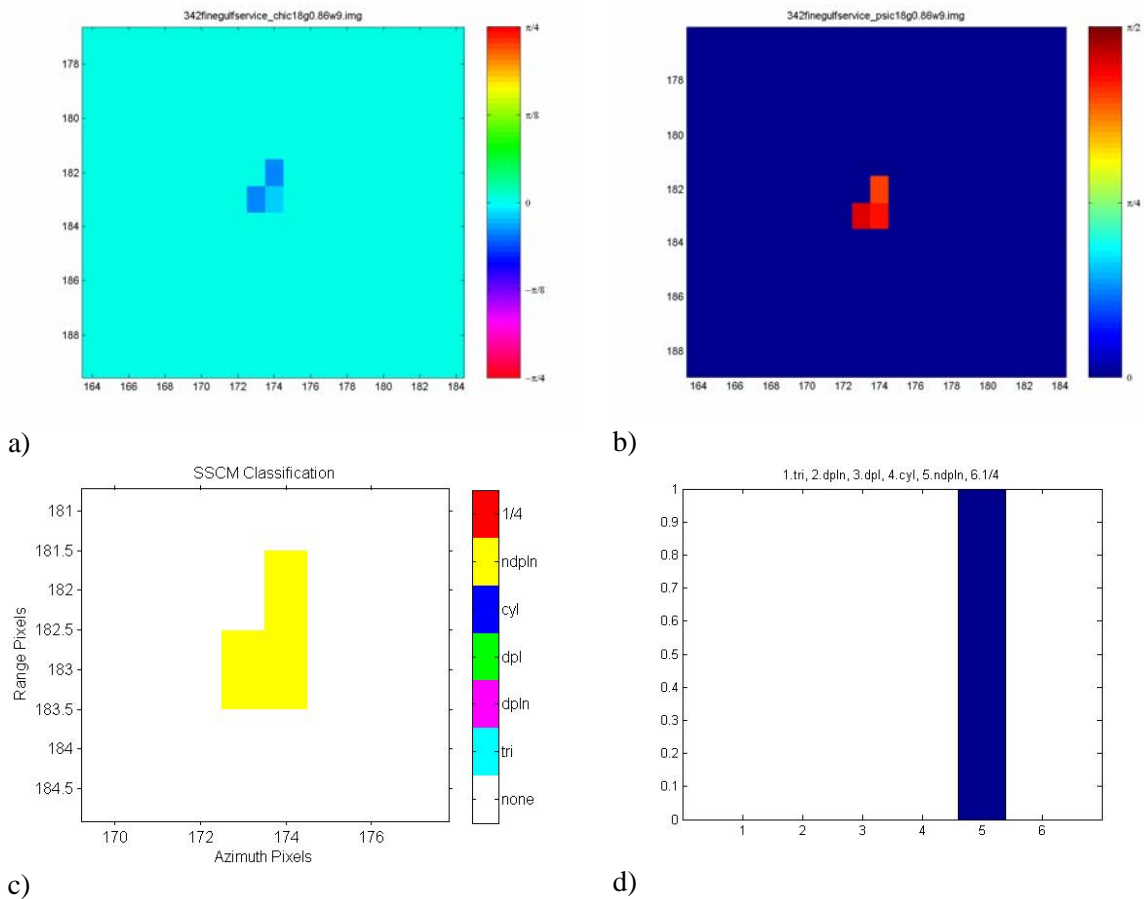 342finegulfservice_chic18g0.86w9.img
342finegulfservice_psic18g0.86w9.img
178
180
182
184
186
188
164 166 168 170 172 174 176 178 180 182 184
π/4
π/8
0
−π/8
−π/4
178
180
182
184
186
188
164 166 168 170 172 174 176 178 180 182 184
π/2
π/4
0
a)
b)
SSCM Classification
181
181.5
182
182.5
183
183.5
184
184.5
Range Pixels
170 172 174 176
Azimuth Pixels
1/4
ndpln
cyl
dpl
dpln
tri
none
1.tri, 2.dpln, 3.dpl, 4.cyl, 5.ndpln, 6.1/4
1
0.9
0.8
0.7
0.6
0.5
0.4
0.3
0.2
0.1
0
1 2 3 4 5 6
c)
d)